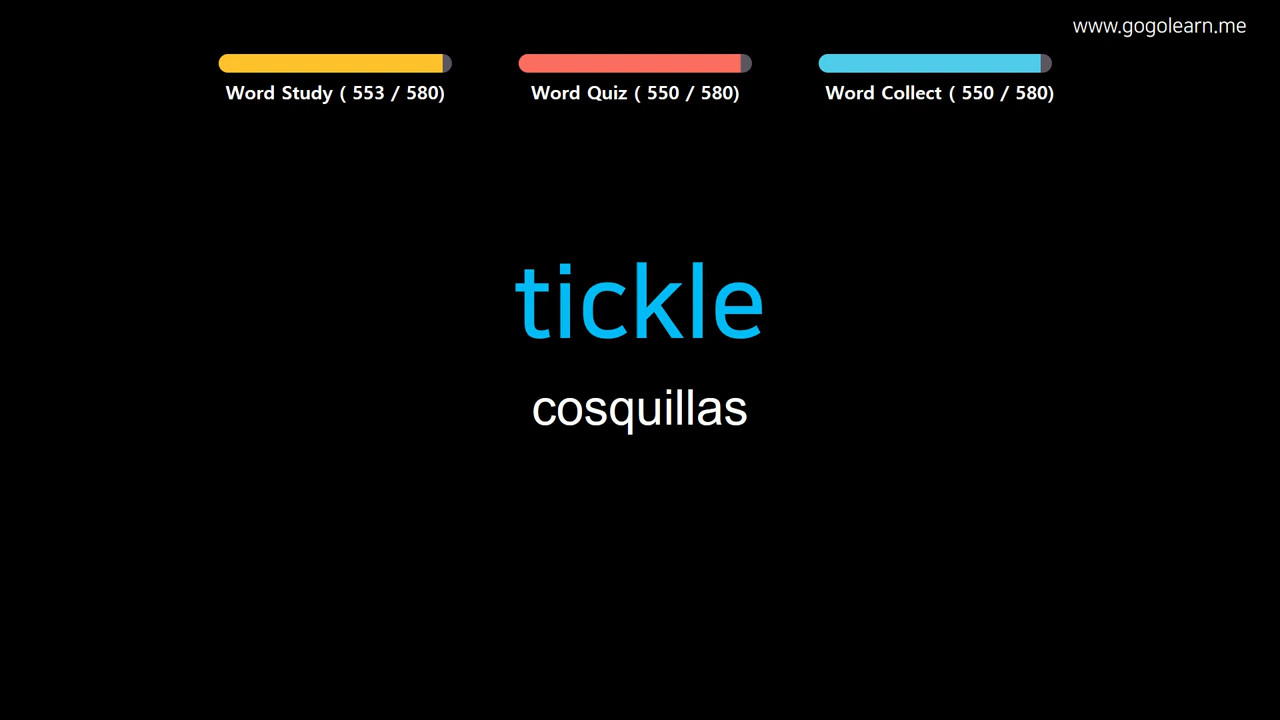 www.gogolearn.me
Word Study ( 553 / 580)
Word Quiz ( 550 / 580)
Word Collect ( 550 / 580)
tickle
cosquillas